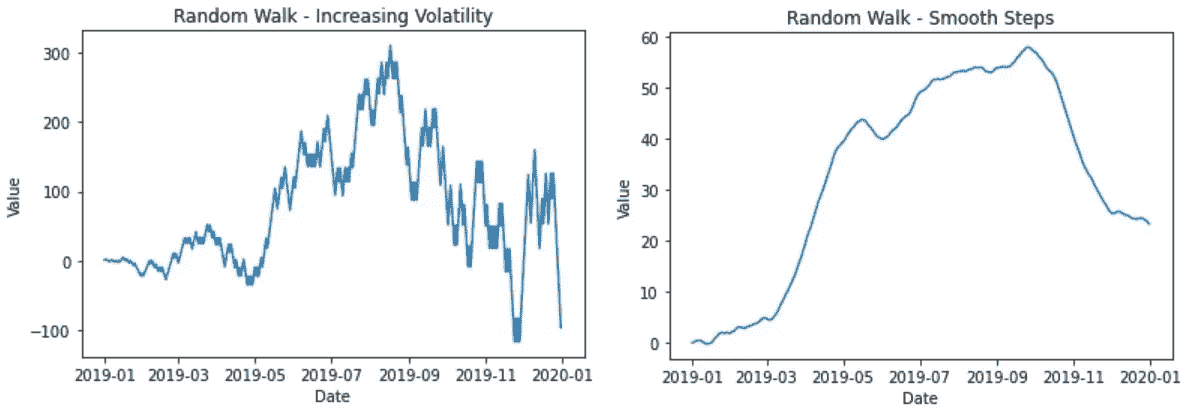 Random Walk - Increasing Volatility
300
200
100
0
−100
Value
2019-01 2019-03 2019-05 2019-07 2019-09 2019-11 2020-01
Date
Random Walk - Smooth Steps
60
50
40
30
20
10
0
Value
2019-01 2019-03 2019-05 2019-07 2019-09 2019-11 2020-01
Date